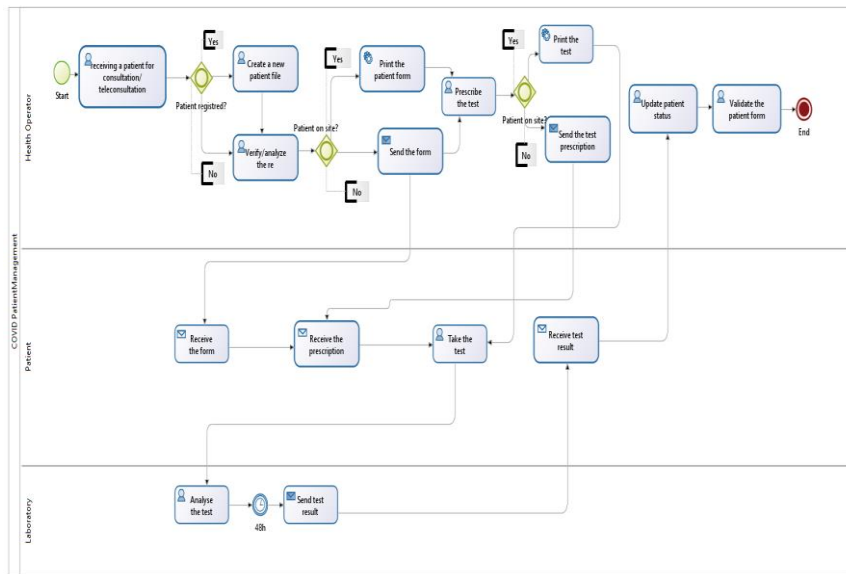 COVID PatientManagement
Health Operator
Start
receiving a patient for
consultation/
teleconsultation
Yes
Patient registred?
No
Create a new
patient file
Verify/analyze
the re
Patient on site?
Yes
No
Print the
patient form
Send the form
Prescribe
the test
Yes
Patient on site?
No
Print the
test
Send the test
prescription
Update patient
status
Validate the
patient form
End
Patient
Receive
the form
Receive the
prescription
Take the
test
Receive test
result
Laboratory
Analyse
the test
48h
Send test
result